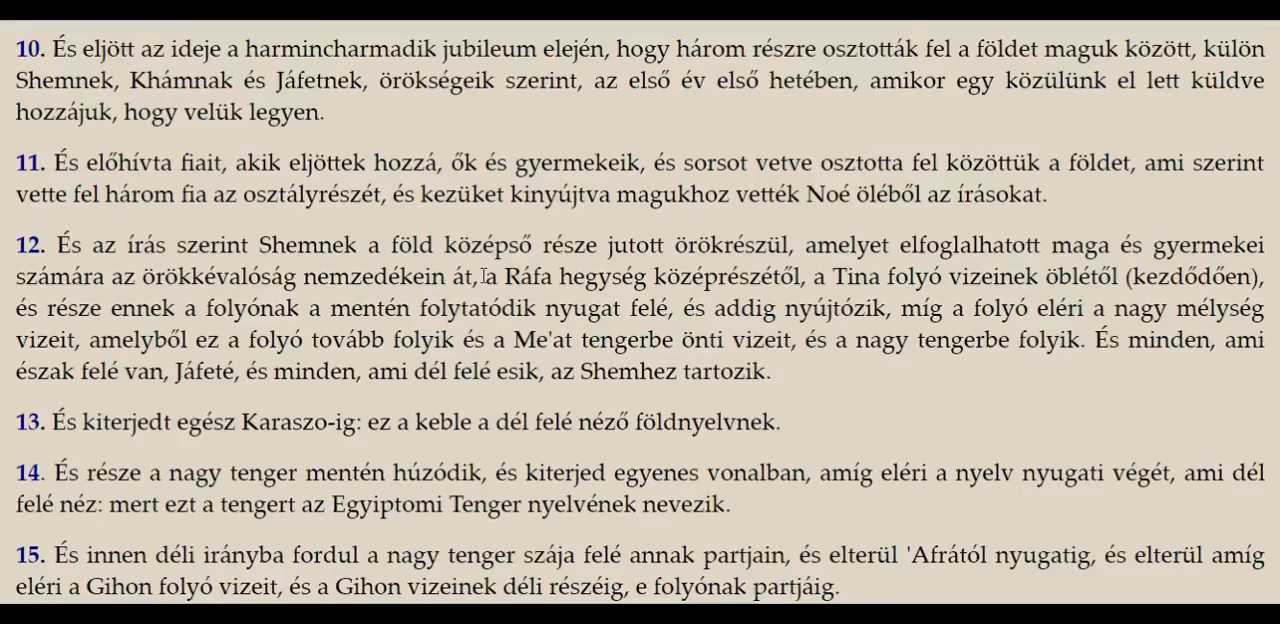 10. És eljött az ideje a harmincharmadik jubileum elején, hogy három részre osztották fel a földet maguk között, külön
Shemnek, Khámnak és Jáfetnek, örökségeik szerint, az első év első hetében, amikor egy közülünk el lett küldve
hozzájuk, hogy velük legyen.
11. És előhívta fiait, akik eljöttek hozzá, ők és gyermekeik, és sorsot vetve osztotta fel közöttük a földet, ami szerint
vette fel három fia az osztályrészét, és kezüket kinyújtva magukhoz vették Noé öléből az írásokat.
12. És az írás szerint Shemnek a föld középső része jutott örökrészül, amelyet elfoglalhatott maga és gyermekei
számára az örökkévalóság nemzedékein át, a Ráfa hegység középrészétől, a Tina folyó vizeinek öblétől (kezdődően),
és része ennek a folyónak a mentén folytatódik nyugat felé, és addig nyújtózik, míg a folyó eléri a nagy mélység
vizeit, amelyből ez a folyó tovább folyik és a Me'at tengerbe önti vizeit, és a nagy tengerbe folyik. És minden, ami
észak felé van, Jáfeté, és minden, ami dél felé esik, az Shemhez tartozik.
13. És kiterjedt egész Karaszo-ig: ez a keble a dél felé néző földnyelvnek.
14. És része a nagy tenger mentén húzódik, és kiterjed egyenes vonalban, amíg eléri a nyelv nyugati végét, ami dél
felé néz: mert ezt a tengert az Egyiptomi Tenger nyelvének nevezik.
15. És innen déli irányba fordul a nagy tenger szája felé annak partjain, és elterül 'Afrától nyugatig, és elterül amíg
eléri a Gihon folyó vizeit, és a Gihon vizeinek déli részéig, e folyónak partjáig.